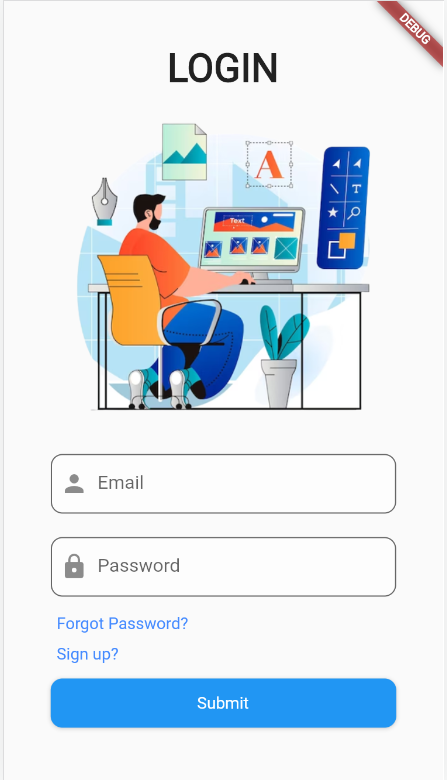 DEBUG
LOGIN
A
Text
T
Email
Password
Forgot Password?
Sign up?
Submit